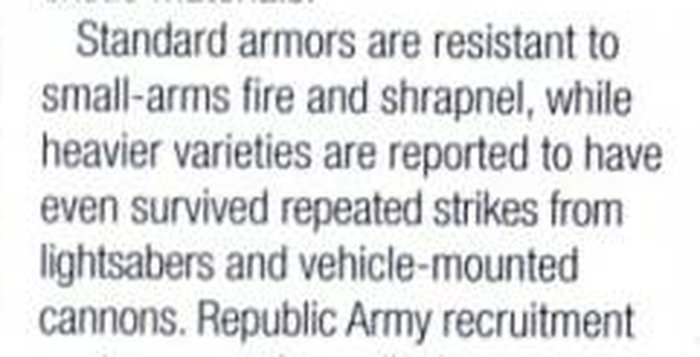 Standard armors are resistant to
small-arms fire and shrapnel, while
heavier varieties are reported to have
even survived repeated strikes from
lightsabers and vehicle-mounted
cannons. Republic Army recruitment